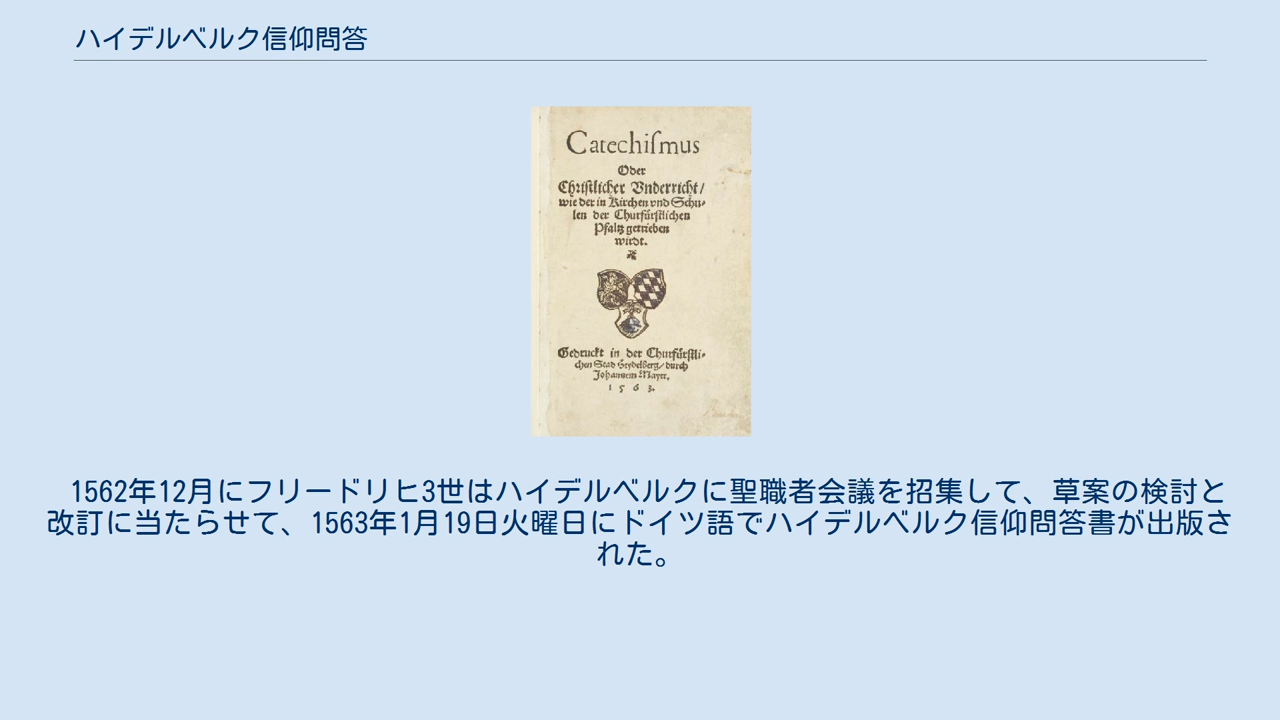 ハイデルベルク信仰問答
Catechiſmus
Oder
Chriſtlicher Vnderricht/
wie der in Kirchen vnd Schu-
len der Churfürſtlichen
Pfaltz getrieben
wirdt.
Gedruckt in der Churfürſtli-
chen Stad Heydelberg/ durch
Johannem Mayer.
1563.
1562年12月にフリードリヒ3世はハイデルベルクに聖職者会議を招集して、草案の検討と
改訂に当たらせて、1563年1月19日火曜日にドイツ語でハイデルベルク信仰問答書が出版さ
れた。